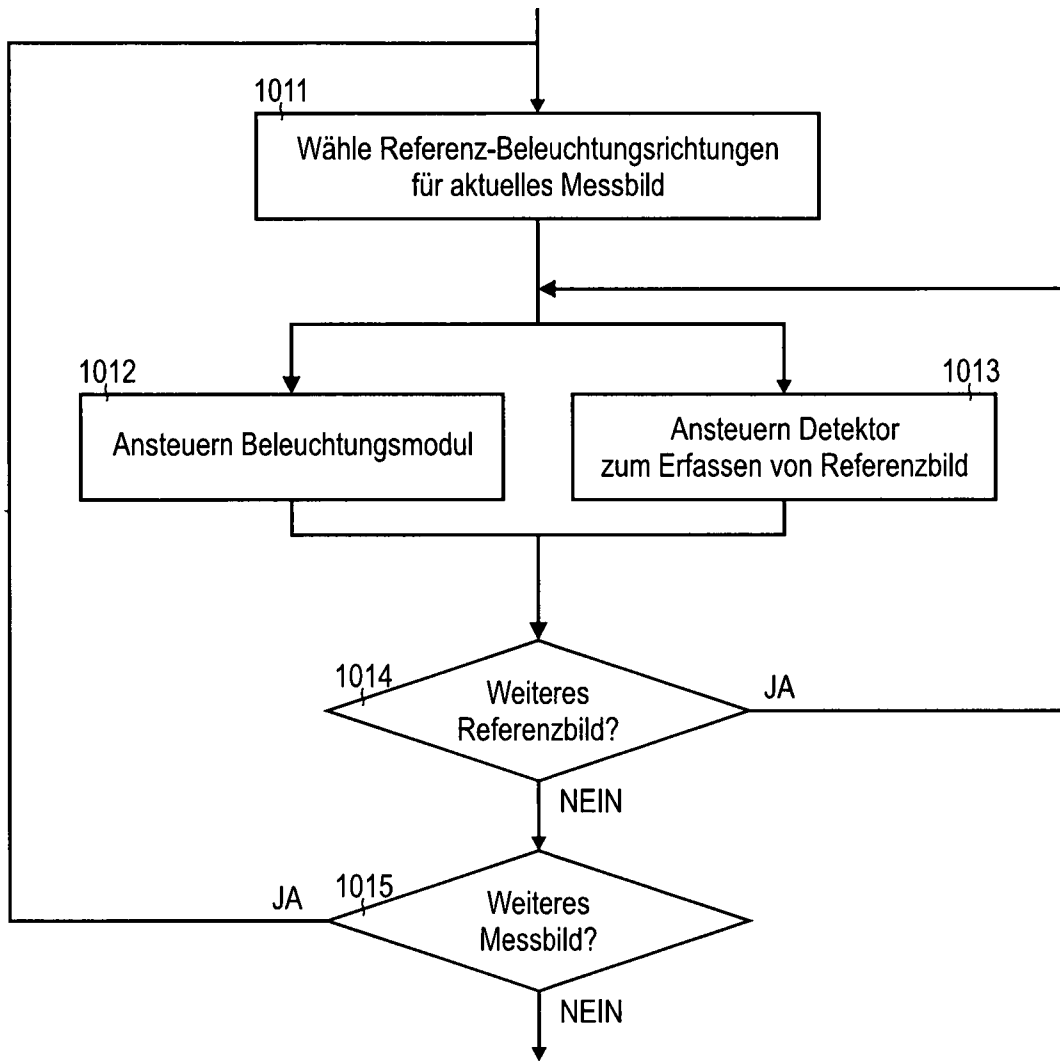 1011
Wähle Referenz-Beleuchtungsrichtungen
für aktuelles Messbild
1012
Ansteuern Beleuchtungsmodul
1013
Ansteuern Detektor
zum Erfassen von Referenzbild
1014
Weiteres
Referenzbild?
JA
NEIN
JA
1015
Weiteres
Messbild?
NEIN